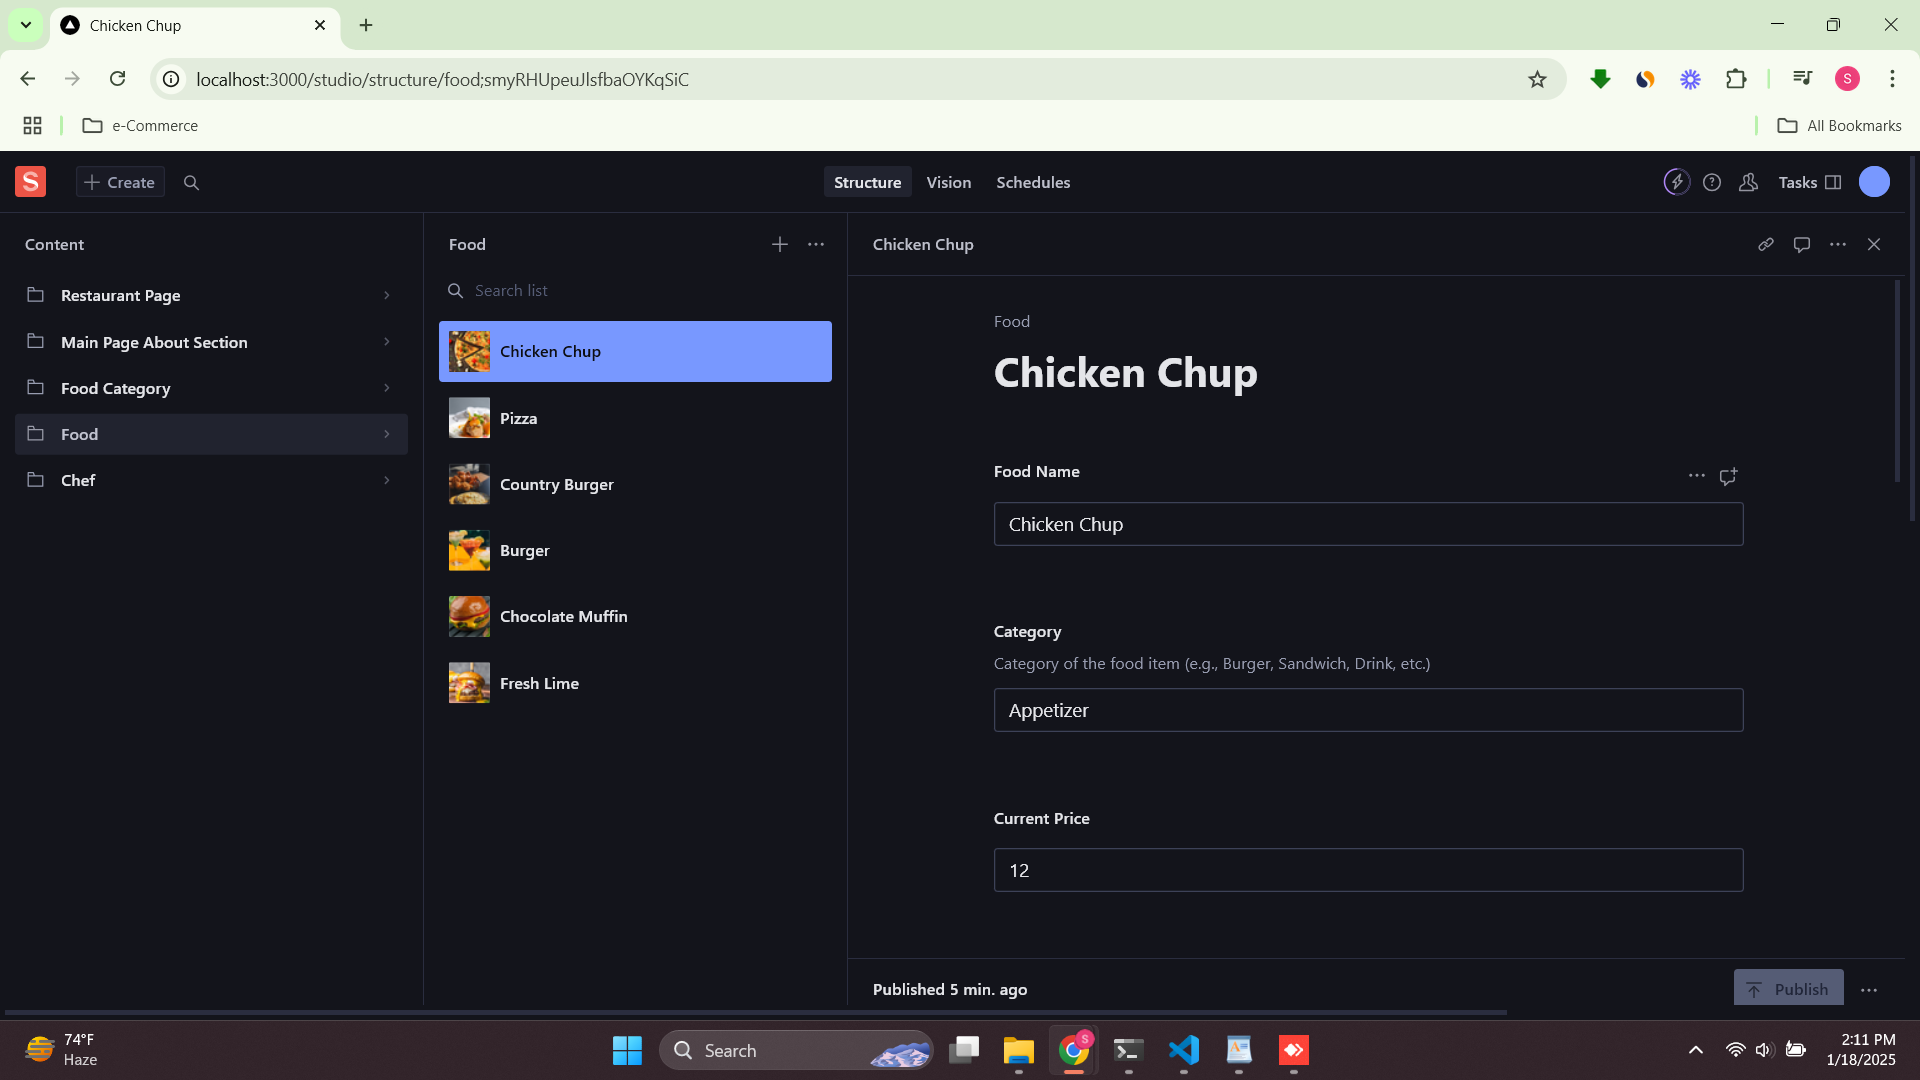 Chicken Chup
localhost:3000/studio/structure/food;smyRHUpeuJlsfbaOYKqSiC
S
e-Commerce
All Bookmarks
S
Create
Structure
Vision
Schedules
Tasks
Content
Restaurant Page
Main Page About Section
Food Category
Food
Chef
Food
Search list
Chicken Chup
Pizza
Country Burger
Burger
Chocolate Muffin
Fresh Lime
Chicken Chup
Food
Chicken Chup
Food Name
Chicken Chup
Category
Category of the food item (e.g., Burger, Sandwich, Drink, etc.)
Appetizer
Current Price
12
Published 5 min. ago
Publish
74°F
Haze
Search
S
2:11 PM
1/18/2025